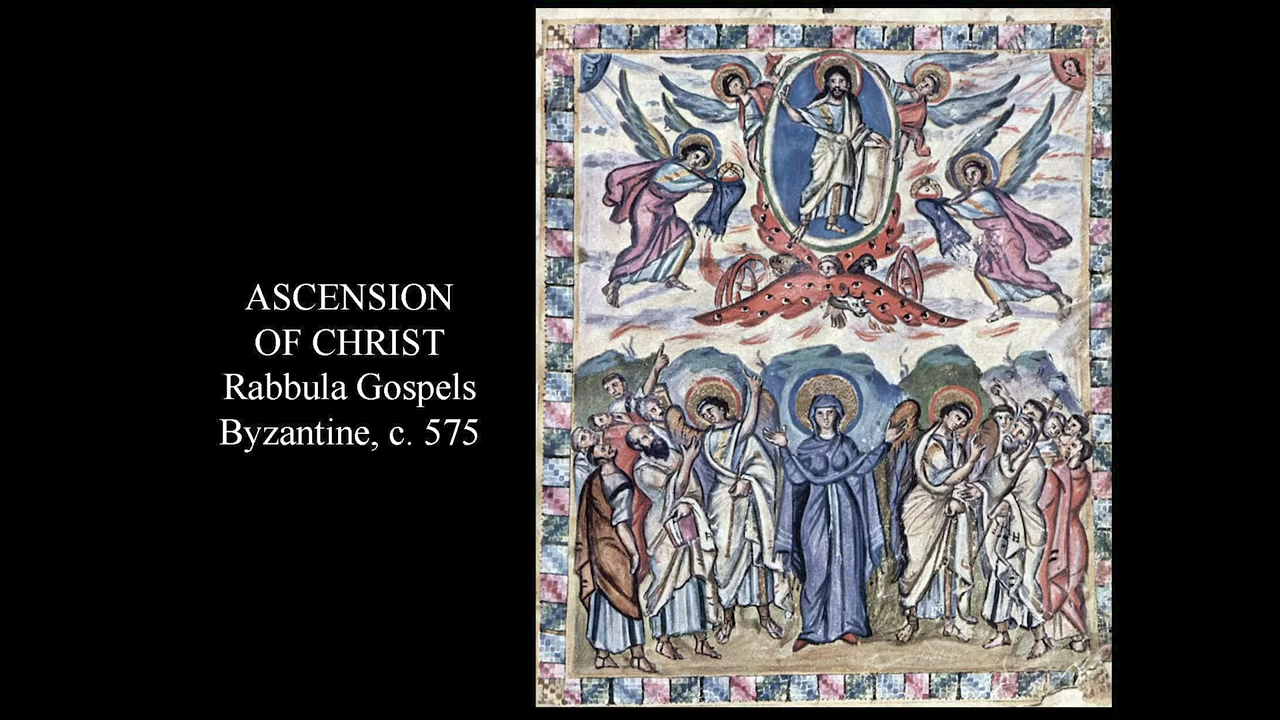 ASCENSION
OF CHRIST
Rabbula Gospels
Byzantine, c. 575